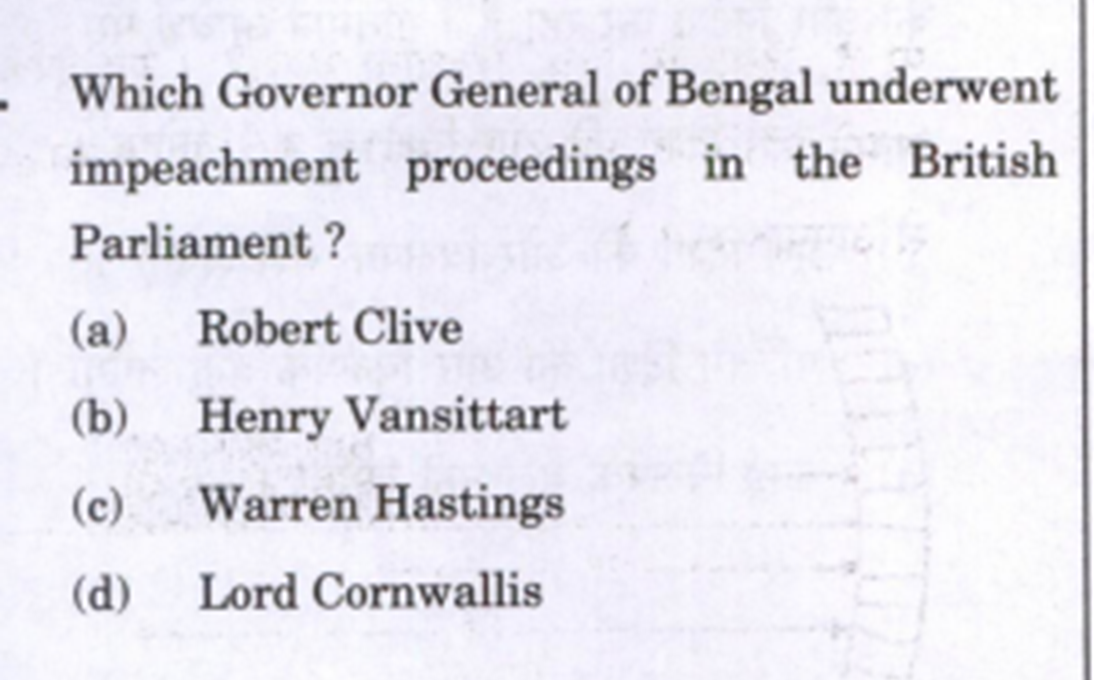 Which Governor General of Bengal underwent
impeachment proceedings in the British
Parliament ?
(a) Robert Clive
(b) Henry Vansittart
(c) Warren Hastings
(d) Lord Cornwallis